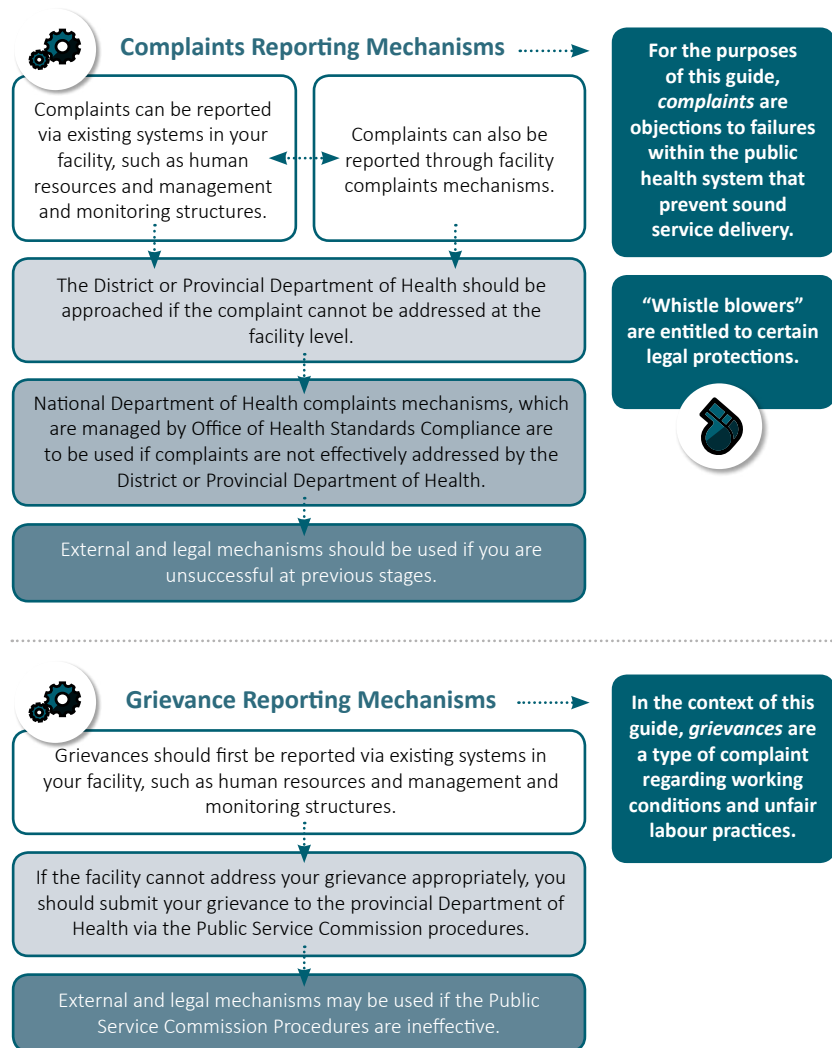 Complaints Reporting Mechanisms
Complaints can be reported
via existing systems in your
facility, such as human
resources and management
and monitoring structures.
Complaints can also be
reported through facility
complaints mechanisms.
The District or Provincial Department of Health should be
approached if the complaint cannot be addressed at the
facility level.
National Department of Health complaints mechanisms, which
are managed by Office of Health Standards Compliance are
to be used if complaints are not effectively addressed by the
District or Provincial Department of Health.
External and legal mechanisms should be used if you are
unsuccessful at previous stages.
For the purposes
of this guide,
complaints are
objections to failures
within the public
health system that
prevent sound
service delivery.
“Whistle blowers”
are entitled to certain
legal protections.
Grievance Reporting Mechanisms
Grievances should first be reported via existing systems in
your facility, such as human resources and management and
monitoring structures.
If the facility cannot address your grievance appropriately, you
should submit your grievance to the provincial Department of
Health via the Public Service Commission procedures.
External and legal mechanisms may be used if the Public
Service Commission Procedures are ineffective.
In the context of this
guide, grievances are
a type of complaint
regarding working
conditions and unfair
labour practices.